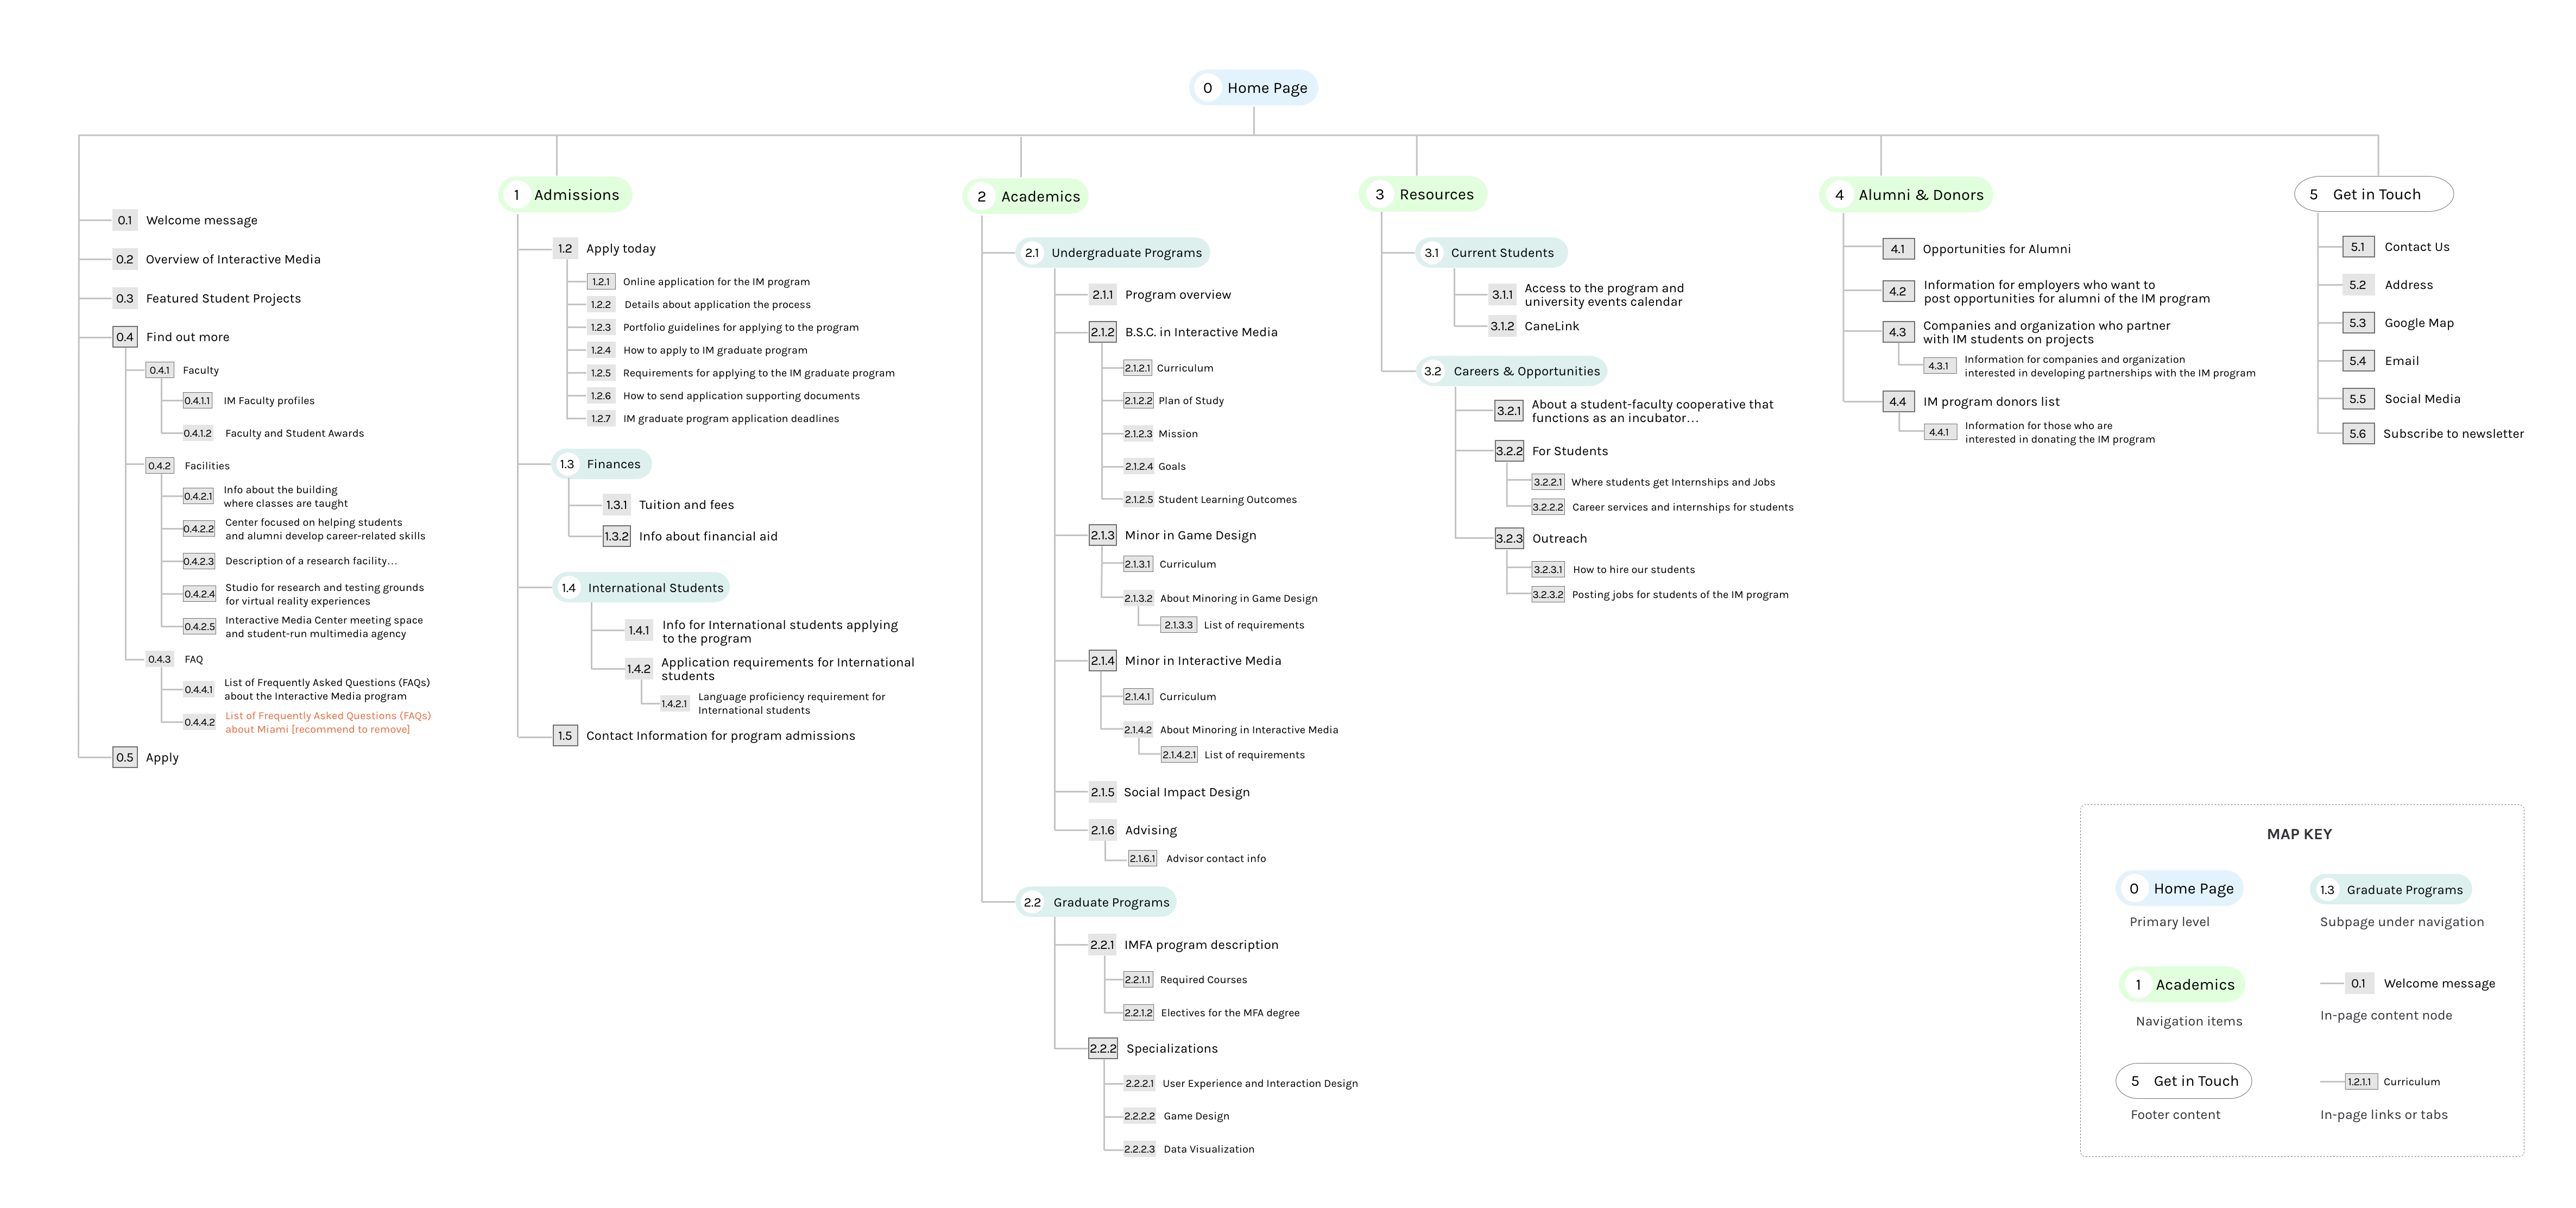 0 Home Page
0.1 Welcome message
0.2 Overview of Interactive Media
0.3 Featured Student Projects
0.4 Find out more
0.4.1 Faculty
0.4.1.1 IM Faculty profiles
0.4.1.2 Faculty and Student Awards
0.4.2 Facilities
0.4.2.1 Info about the building
where classes are taught
0.4.2.2 Center focused on helping students
and alumni develop career-related skills
0.4.2.3 Description of a research facility...
0.4.2.4 Studio for research and testing grounds
for virtual reality experiences
0.4.2.5 Interactive Media Center meeting space
and student-run multimedia agency
0.4.3 FAQ
0.4.4.1 List of Frequently Asked Questions (FAQs)
about the Interactive Media program
0.4.4.2 List of Frequently Asked Questions (FAQs)
about Miami [recommend to remove]
0.5 Apply
1 Admissions
1.2 Apply today
1.2.1 Online application for the IM program
1.2.2 Details about application the process
1.2.3 Portfolio guidelines for applying to the program
1.2.4 How to apply to IM graduate program
1.2.5 Requirements for applying to the IM graduate program
1.2.6 How to send application supporting documents
1.2.7 IM graduate program application deadlines
1.3 Finances
1.3.1 Tuition and fees
1.3.2 Info about financial aid
1.4 International Students
1.4.1 Info for International students applying
to the program
1.4.2 Application requirements for International
students
1.4.2.1 Language proficiency requirement for
International students
1.5 Contact Information for program admissions
2 Academics
2.1 Undergraduate Programs
2.1.1 Program overview
2.1.2 B.S.C. in Interactive Media
2.1.2.1 Curriculum
2.1.2.2 Plan of Study
2.1.2.3 Mission
2.1.2.4 Goals
2.1.2.5 Student Learning Outcomes
2.1.3 Minor in Game Design
2.1.3.1 Curriculum
2.1.3.2 About Minoring in Game Design
2.1.3.3 List of requirements
2.1.4 Minor in Interactive Media
2.1.4.1 Curriculum
2.1.4.2 About Minoring in Interactive Media
2.1.4.2.1 List of requirements
2.1.5 Social Impact Design
2.1.6 Advising
2.1.6.1 Advisor contact info
2.2 Graduate Programs
2.2.1 IMFA program description
2.2.1.1 Required Courses
2.2.1.2 Electives for the MFA degree
2.2.2 Specializations
2.2.2.1 User Experience and Interaction Design
2.2.2.2 Game Design
2.2.2.3 Data Visualization
3 Resources
3.1 Current Students
3.1.1 Access to the program and
university events calendar
3.1.2 CaneLink
3.2 Careers & Opportunities
3.2.1 About a student-faculty cooperative that
functions as an incubator...
3.2.2 For Students
3.2.2.1 Where students get Internships and Jobs
3.2.2.2 Career services and internships for students
3.2.3 Outreach
3.2.3.1 How to hire our students
3.2.3.2 Posting jobs for students of the IM program
4 Alumni & Donors
4.1 Opportunities for Alumni
4.2 Information for employers who want to
post opportunities for alumni of the IM program
4.3 Companies and organization who partner
with IM students on projects
4.3.1 Information for companies and organization
interested in developing partnerships with the IM program
4.4 IM program donors list
4.4.1 Information for those who are
interested in donating the IM program
5 Get in Touch
5.1 Contact Us
5.2 Address
5.3 Google Map
5.4 Email
5.5 Social Media
5.6 Subscribe to newsletter
MAP KEY
0 Home Page
Primary level
1.3 Graduate Programs
Subpage under navigation
1 Academics
Navigation items
0.1 Welcome message
In-page content node
5 Get in Touch
Footer content
1.2.1.1 Curriculum
In-page links or tabs